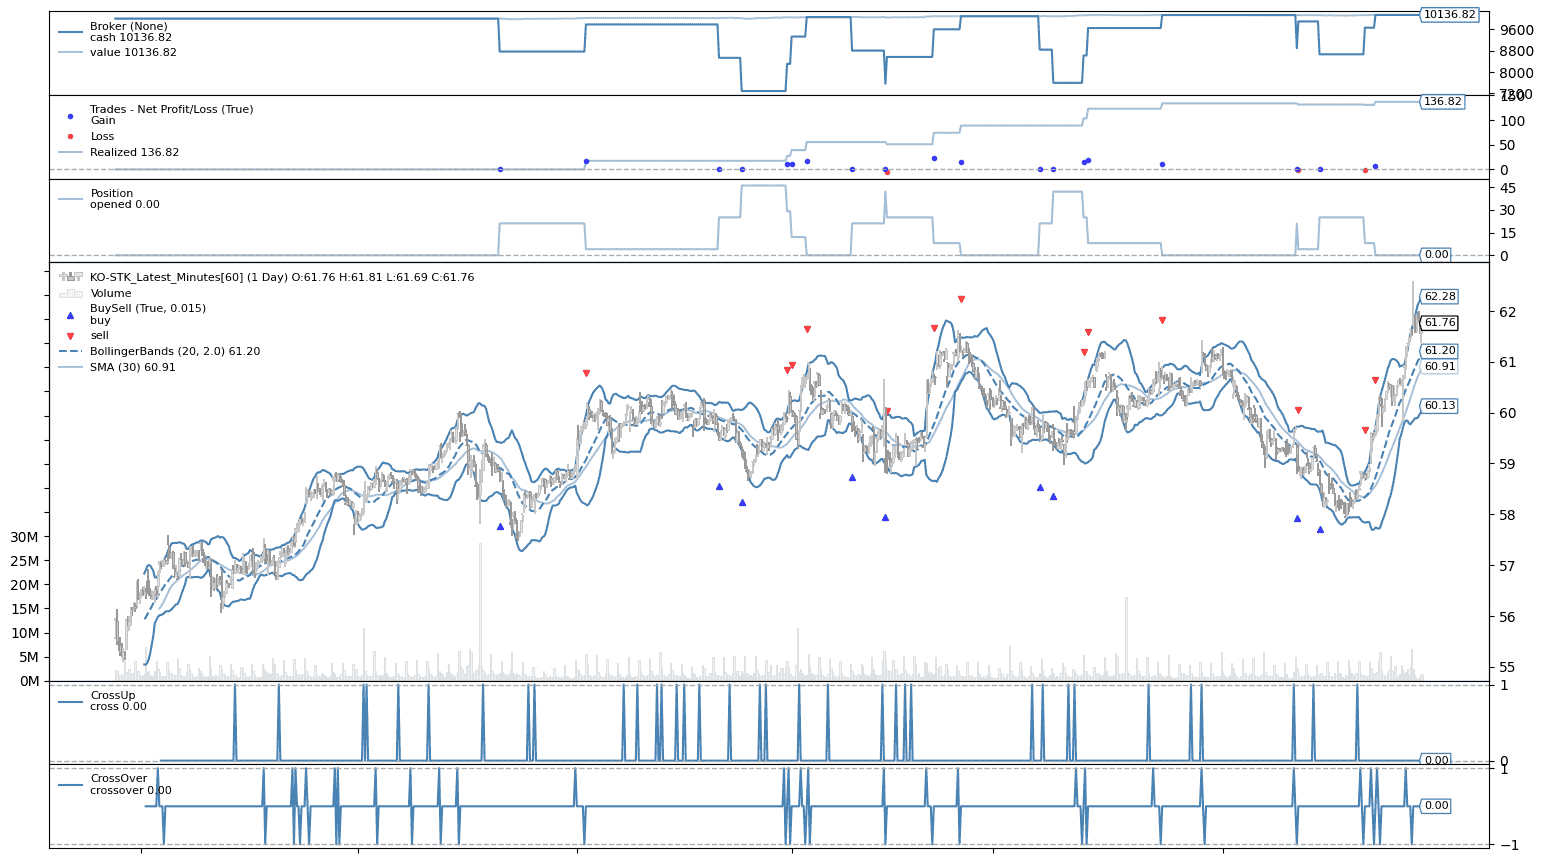 Broker (None)
cash 10136.82
value 10136.82
10136.82
9600
8800
8000
7200
Trades - Net Profit/Loss (True)
Gain
Loss
Realized 136.82
150
136.82
100
50
0
Position
opened 0.00
45
30
15
0
0.00
KO-STK_Latest_Minutes[60] (1 Day) O:61.76 H:61.81 L:61.69 C:61.76
Volume
BuySell (True, 0.015)
buy
sell
BollingerBands (20, 2.0) 61.20
SMA (30) 60.91
62.28
61.76
61.20
60.91
60.13
62
61
60
59
58
57
56
55
30M
25M
20M
15M
10M
5M
0M
CrossUp
cross 0.00
1
0
0.00
CrossOver
crossover 0.00
1
0.00
−1